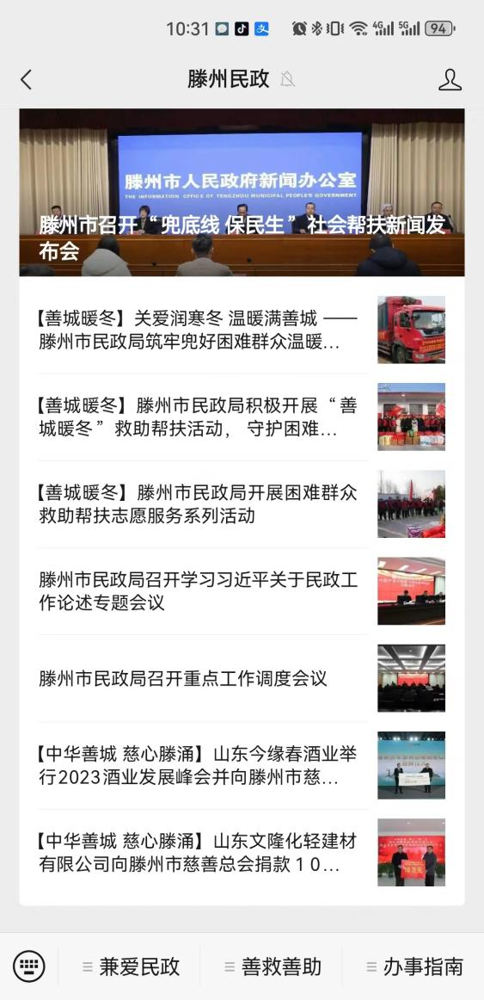 10:31
4G
5G
94
滕州民政
滕州市人民政府新闻办公室
THE INFORMATION OFFICE OF TENGZHOU MUNICIPAL PEOPLE'S GOVERNMENT
滕州市召开“兜底线 保民生”社会帮扶新闻发
布会
【善城暖冬】关爱润寒冬 温暖满善城 ——
滕州市民政局筑牢兜好困难群众温暖...
【善城暖冬】滕州市民政局积极开展“善
城暖冬”救助帮扶活动， 守护困难...
【善城暖冬】滕州市民政局开展困难群众
救助帮扶志愿服务系列活动
滕州市民政局召开学习习近平关于民政工
作论述专题会议
滕州市民政局召开重点工作调度会议
【中华善城 慈心滕涌】山东今缘春酒业举
行2023酒业发展峰会并向滕州市慈...
【中华善城 慈心滕涌】山东文隆化轻建材
有限公司向滕州市慈善总会捐款１０...
10万元
兼爱民政
善救善助
办事指南